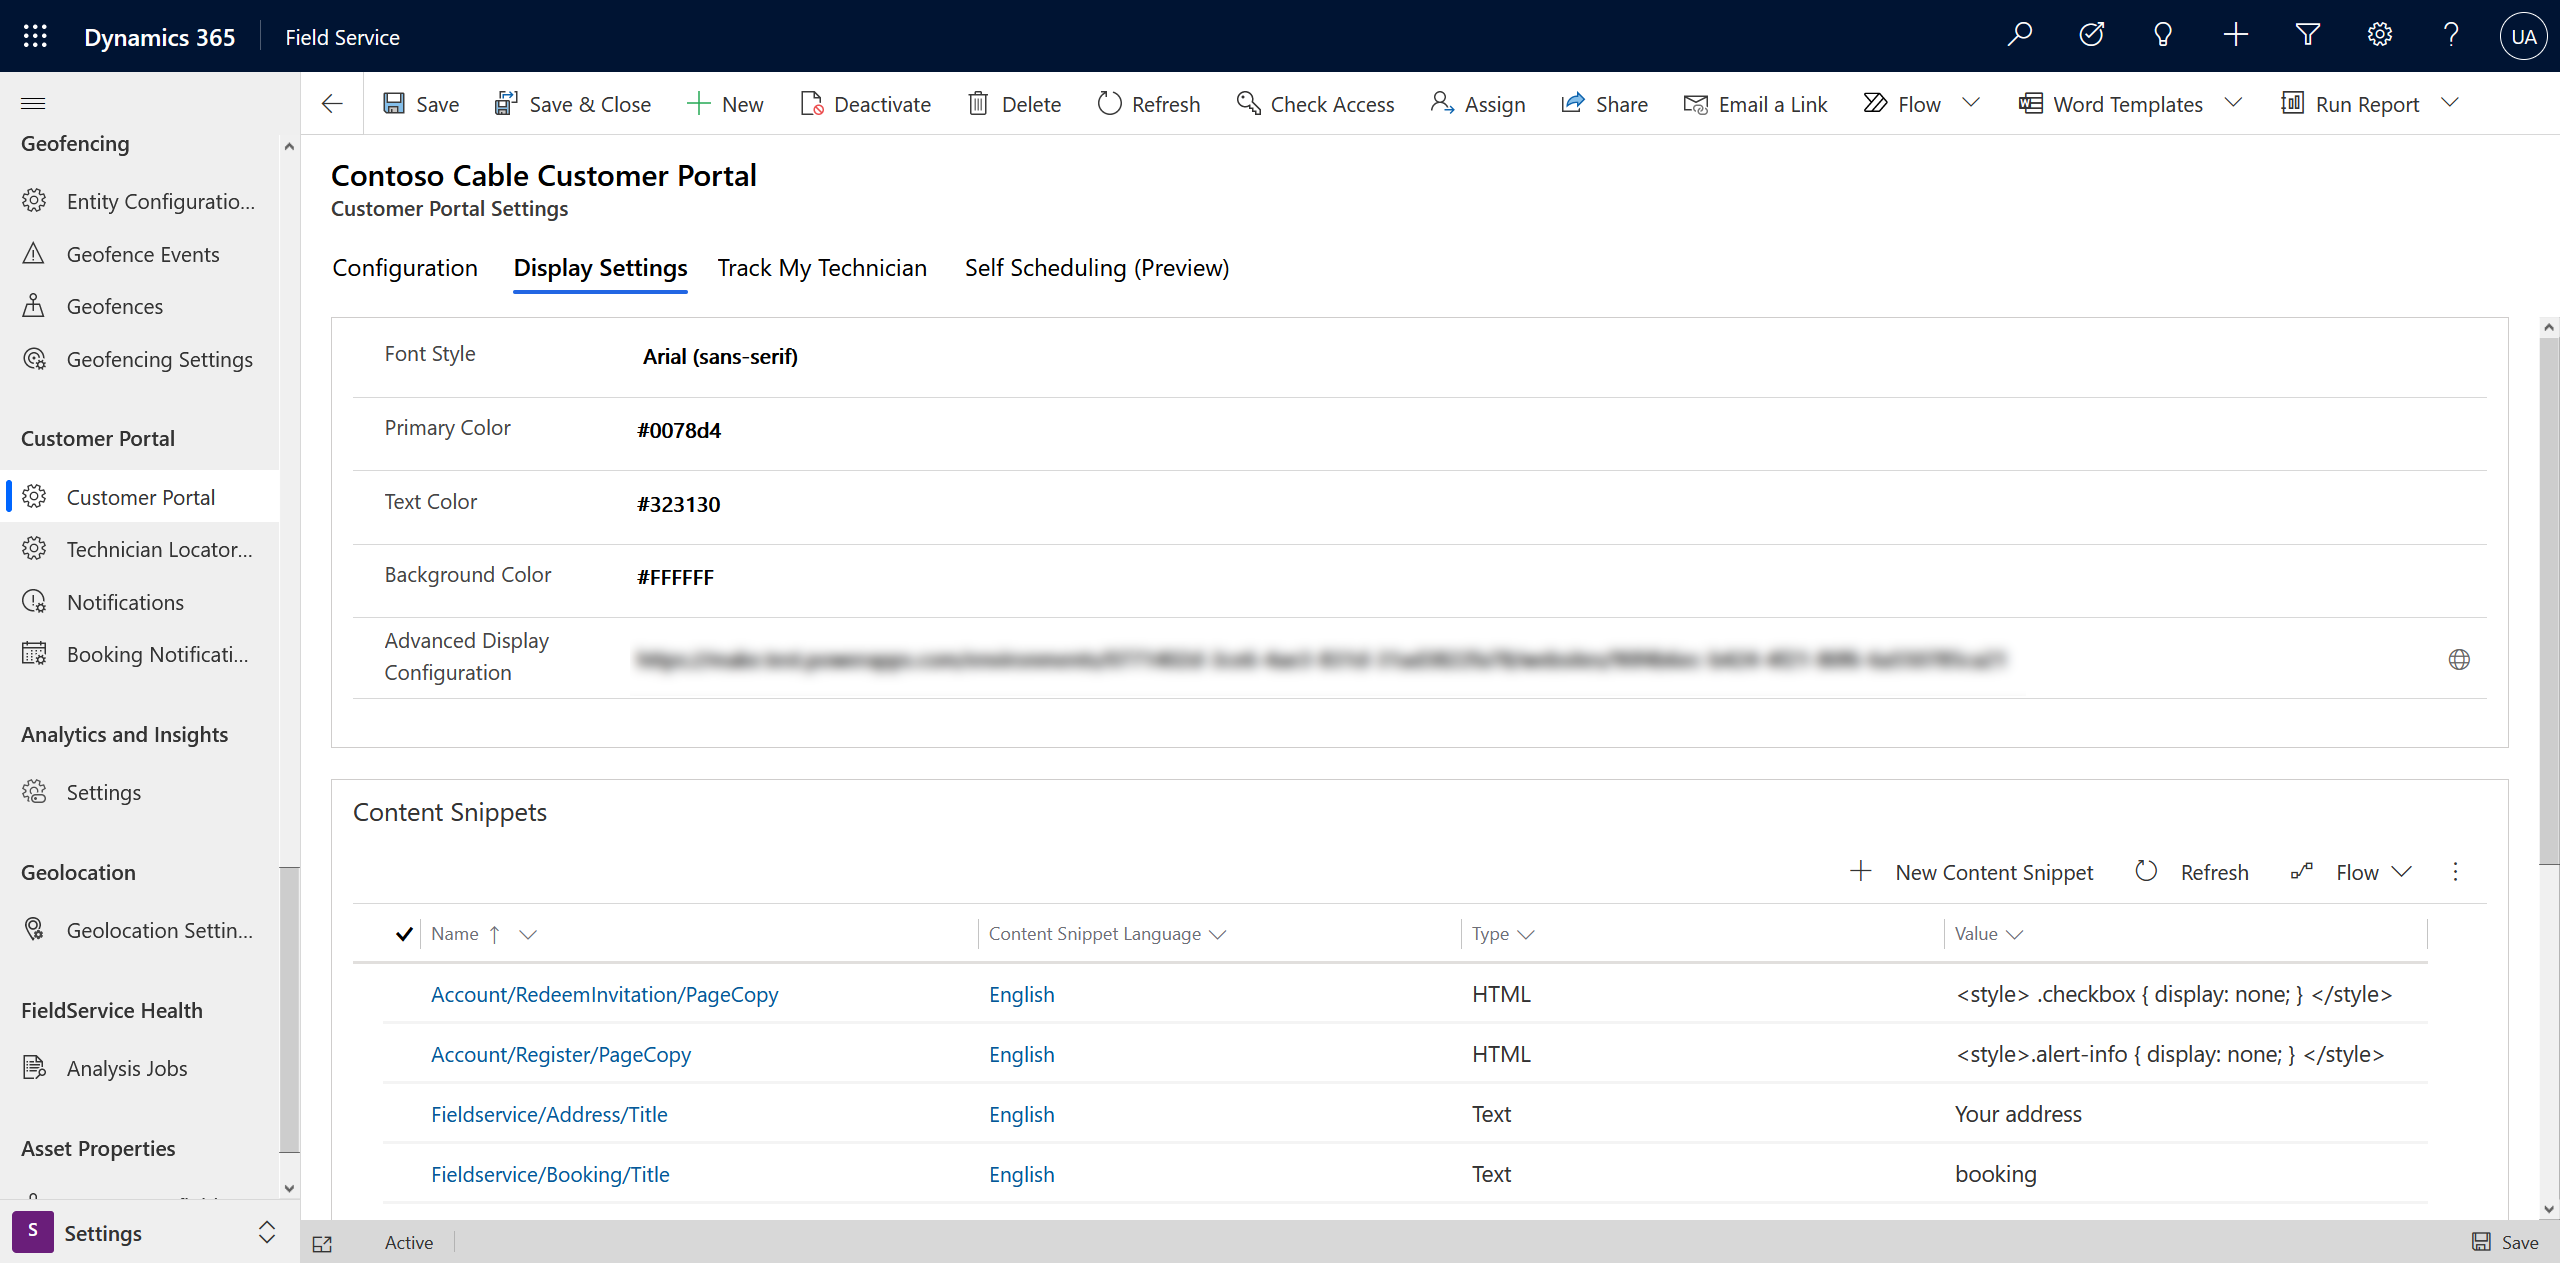 Dynamics 365 Field Service UA
Save Save & Close New Deactivate Delete Refresh Check Access Assign Share Email a Link Flow Word Templates Run Report
Geofencing
Entity Configuratio...
Geofence Events
Geofences
Geofencing Settings
Customer Portal
Customer Portal
Technician Locator...
Notifications
Booking Notificati...
Analytics and Insights
Settings
Geolocation
Geolocation Settin...
FieldService Health
Analysis Jobs
Asset Properties
S Settings
Contoso Cable Customer Portal
Customer Portal Settings
Configuration Display Settings Track My Technician Self Scheduling (Preview)
Font Style Arial (sans-serif)
Primary Color #0078d4
Text Color #323130
Background Color #FFFFFF
Advanced Display
Configuration
Content Snippets
New Content Snippet Refresh Flow
Name Content Snippet Language Type Value
Account/RedeemInvitation/PageCopy English HTML <style> .checkbox { display: none; } </style>
Account/Register/PageCopy English HTML <style>.alert-info { display: none; } </style>
Fieldservice/Address/Title English Text Your address
Fieldservice/Booking/Title English Text booking
Active Save